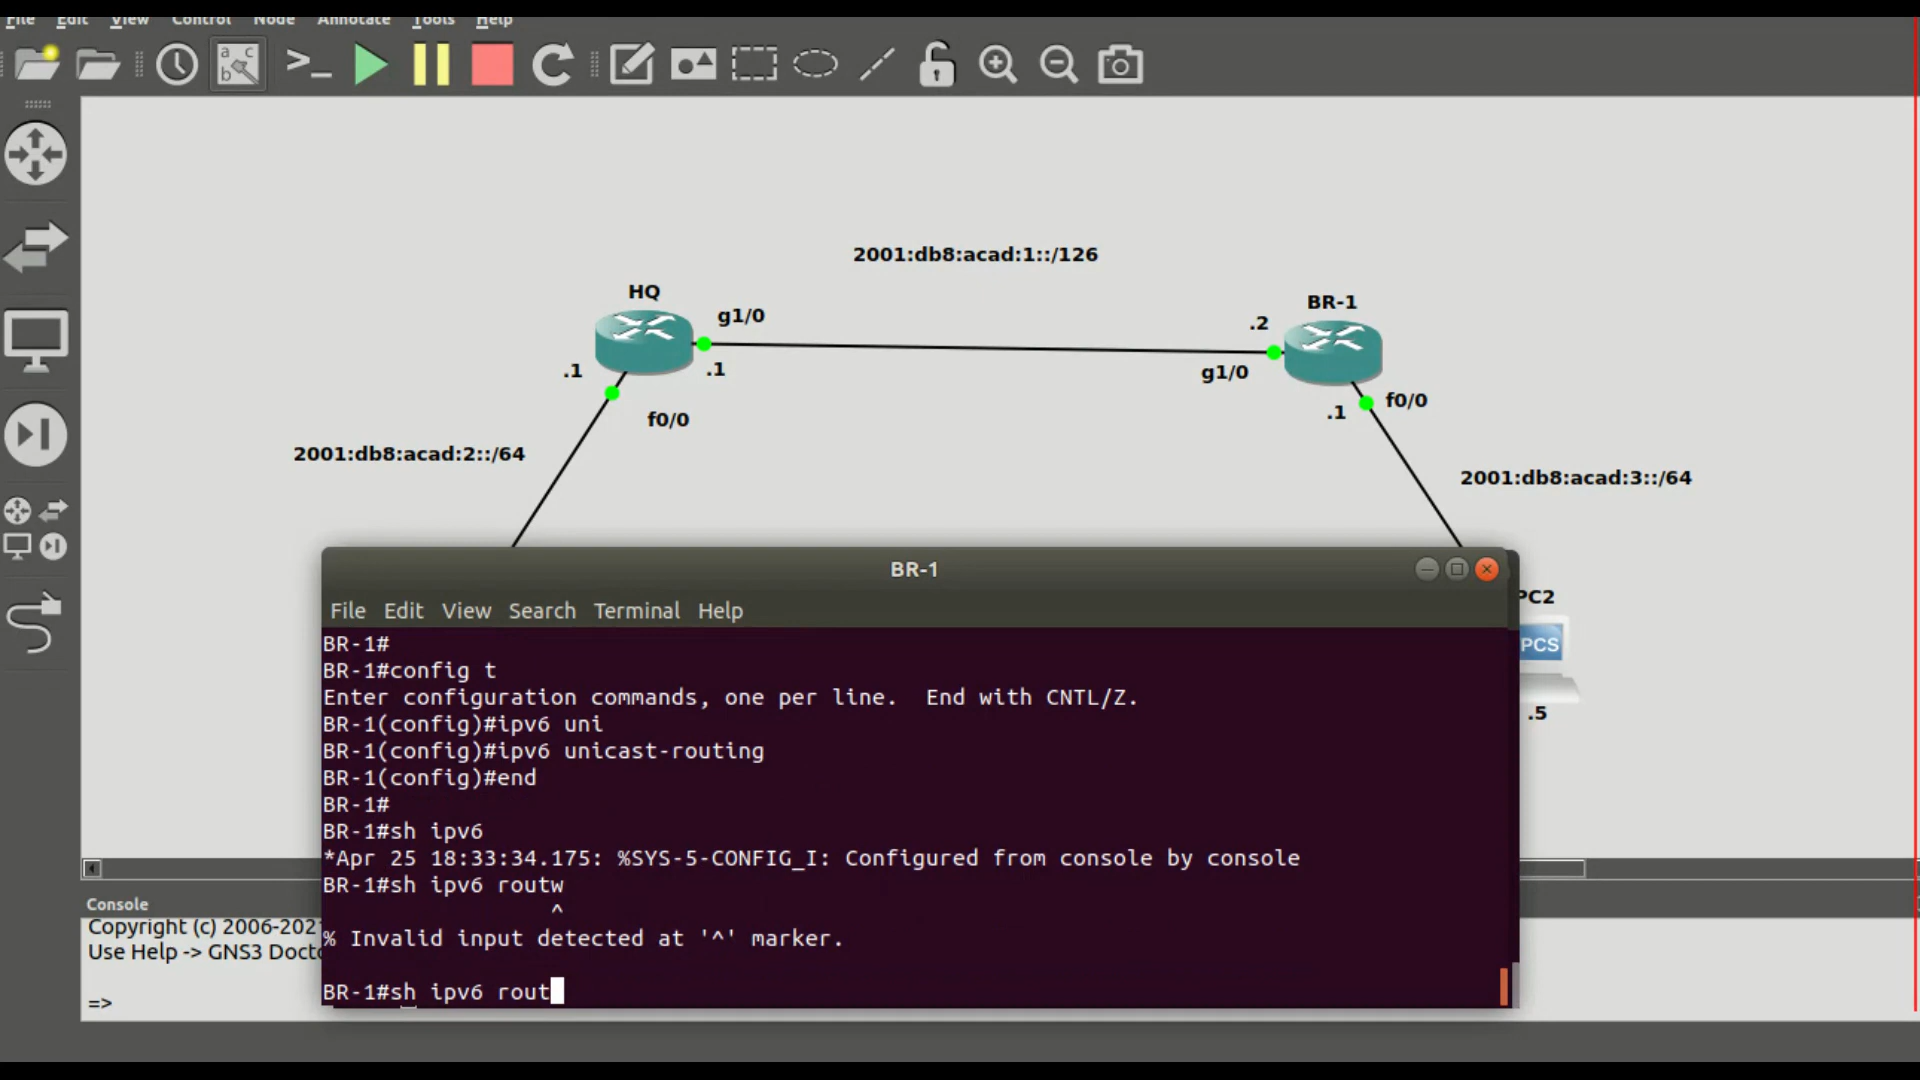 File Edit View Control Node Annotate Tools Help
a c
b
>_
2001:db8:acad:1::/126
HQ
BR-1
g1/0
.2
.1
.1
g1/0
f0/0
.1
f0/0
2001:db8:acad:2::/64
2001:db8:acad:3::/64
BR-1
File Edit View Search Terminal Help
PC2
PCS
.5
BR-1#
BR-1#config t
Enter configuration commands, one per line.  End with CNTL/Z.
BR-1(config)#ipv6 uni
BR-1(config)#ipv6 unicast-routing
BR-1(config)#end
BR-1#
BR-1#sh ipv6
*Apr 25 18:33:34.175: %SYS-5-CONFIG_I: Configured from console by console
BR-1#sh ipv6 routw
^
% Invalid input detected at '^' marker.
BR-1#sh ipv6 rout
Console
Copyright (c) 2006-202
Use Help -> GNS3 Docto
=>